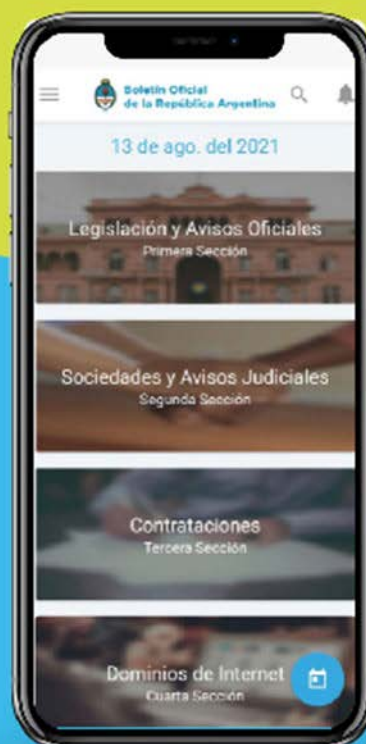 Boletín Oficial
de la República Argentina
13 de ago. del 2021
Legislación y Avisos Oficiales
Primera Sección
Sociedades y Avisos Judiciales
Segunda Sección
Contrataciones
Tercera Sección
Dominios de Internet
Cuarta Sección